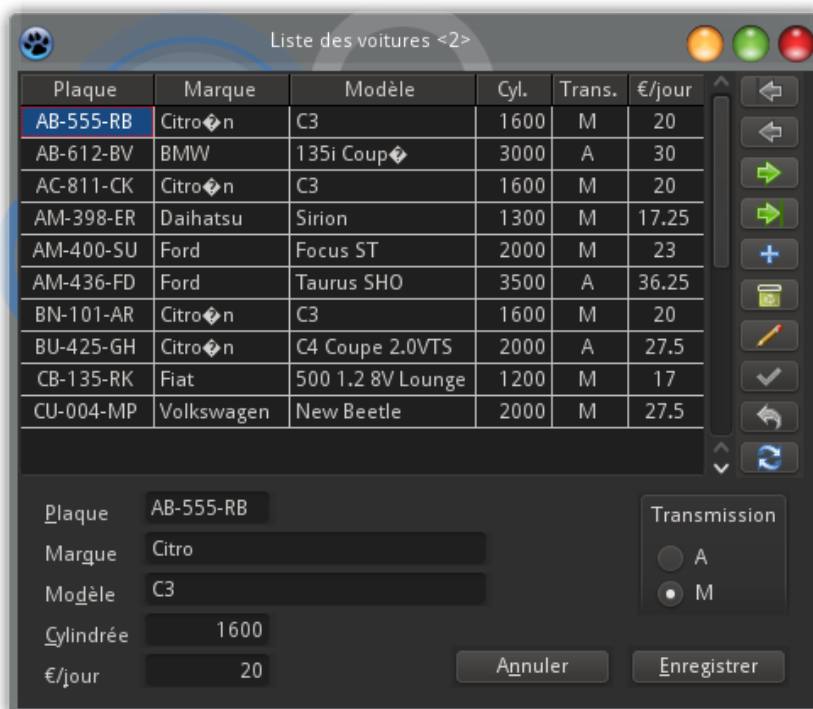 Liste des voitures <2>
Plaque Marque Modèle Cyl. Trans. €/jour
AB-555-RB Citro�n C3 1600 M 20
AB-612-BV BMW 135i Coup� 3000 A 30
AC-811-CK Citro�n C3 1600 M 20
AM-398-ER Daihatsu Sirion 1300 M 17.25
AM-400-SU Ford Focus ST 2000 M 23
AM-436-FD Ford Taurus SHO 3500 A 36.25
BN-101-AR Citro�n C3 1600 M 20
BU-425-GH Citro�n C4 Coupe 2.0VTS 2000 A 27.5
CB-135-RK Fiat 500 1.2 8V Lounge 1200 M 17
CU-004-MP Volkswagen New Beetle 2000 M 27.5
Plaque AB-555-RB
Marque Citro
Modèle C3
Cylindrée 1600
€/jour 20
Transmission
A
M
Annuler Enregistrer